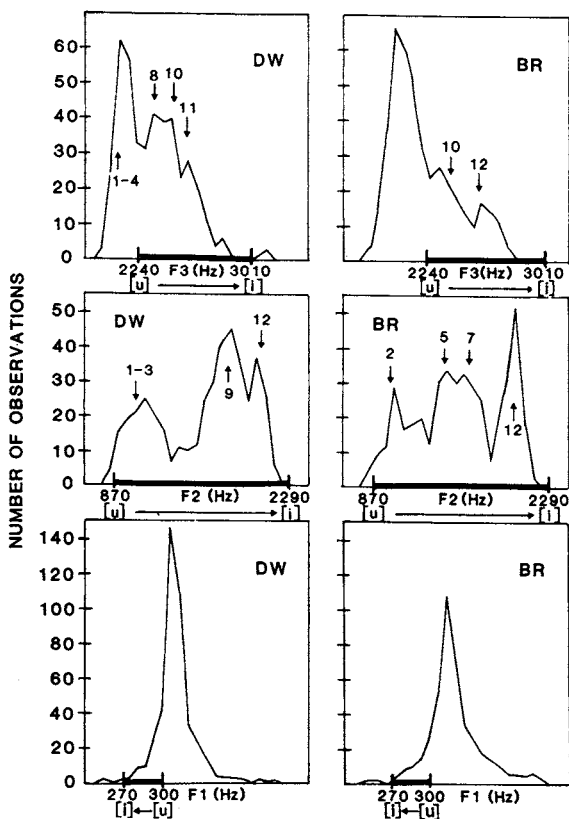 NUMBER OF OBSERVATIONS
DW
60
50
40
30
20
10
0
8
10
11
1-4
2240
F3 (Hz)
3010
[u]
[i]
BR
10
12
2240
F3 (Hz)
3010
[u]
[i]
DW
50
40
30
20
10
0
1-3
12
9
870
F2 (Hz)
2290
[u]
[i]
BR
2
5
7
12
870
F2 (Hz)
2290
[u]
[i]
DW
140
120
100
80
60
40
20
0
270
300
F1 (Hz)
[i]
[u]
BR
270
300
F1 (Hz)
[i]
[u]